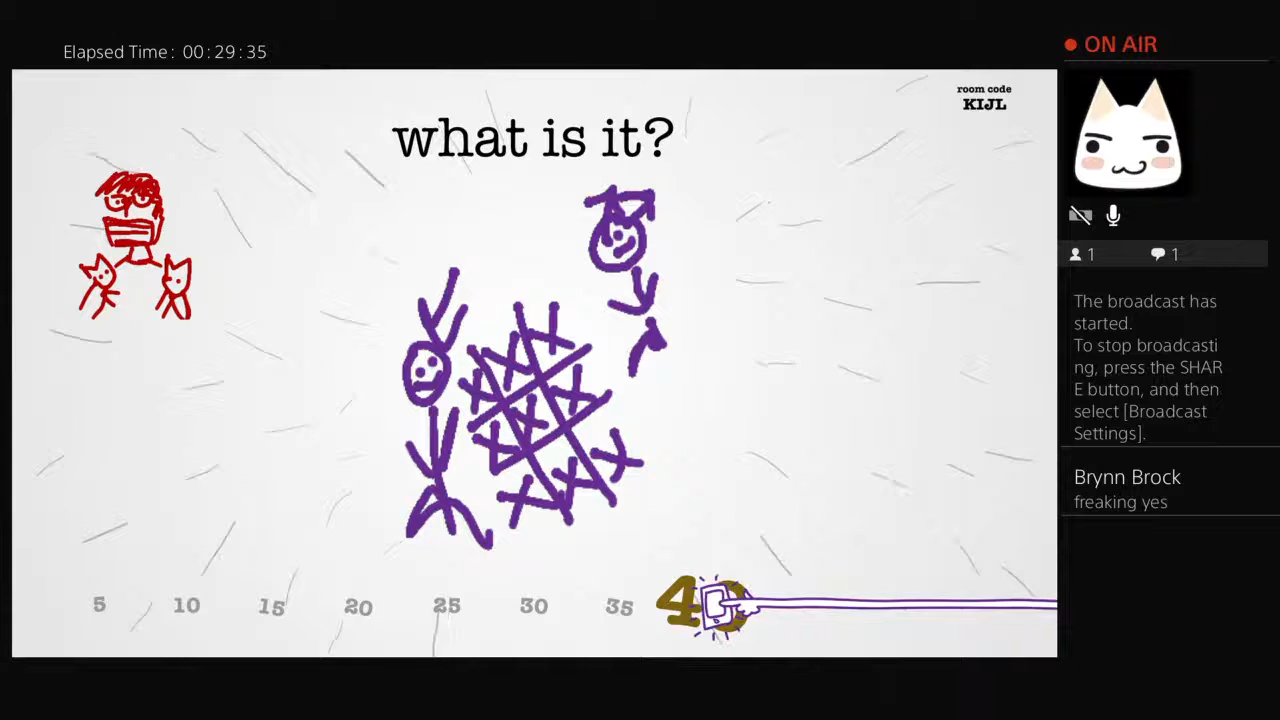 Elapsed Time: 00:29:35
ON AIR
room code
KIJL
what is it?
1 1
The broadcast has
started.
To stop broadcasti
ng, press the SHAR
E button, and then
select [Broadcast
Settings].
Brynn Brock
freaking yes
5 10 15 20 25 30 35 40